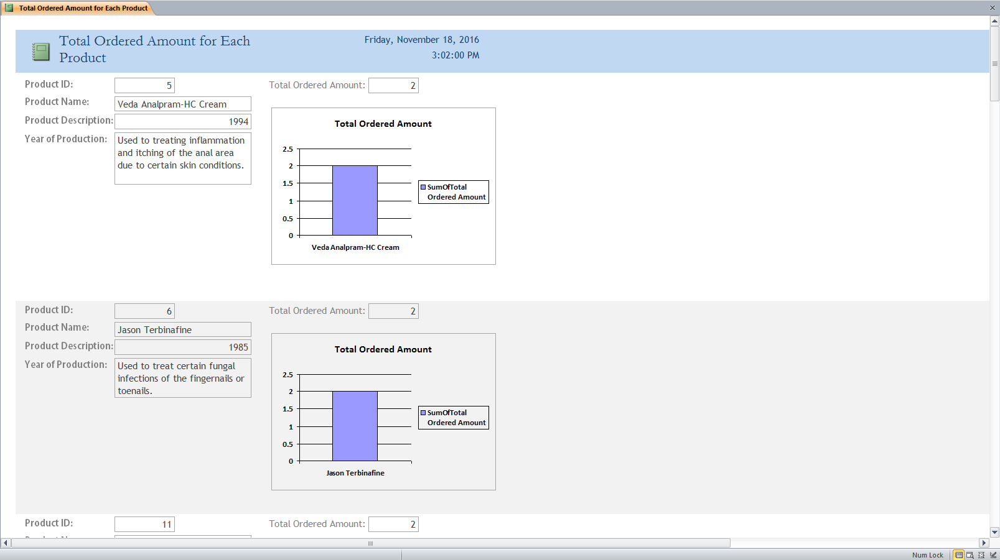 Total Ordered Amount for Each Product
Total Ordered Amount for Each
Product
Friday, November 18, 2016
3:02:00 PM
Product ID: 5
Total Ordered Amount: 2
Product Name: Veda Analpram-HC Cream
Product Description: 1994
Year of Production: Used to treating inflammation
and itching of the anal area
due to certain skin conditions.
Total Ordered Amount
2.5
2
1.5
1
0.5
0
Veda Analpram-HC Cream
SumOfTotal
Ordered Amount
Product ID: 6
Total Ordered Amount: 2
Product Name: Jason Terbinafine
Product Description: 1985
Year of Production: Used to treat certain fungal
infections of the fingernails or
toenails.
Total Ordered Amount
2.5
2
1.5
1
0.5
0
Jason Terbinafine
SumOfTotal
Ordered Amount
Product ID: 11
Total Ordered Amount: 2
Num Lock